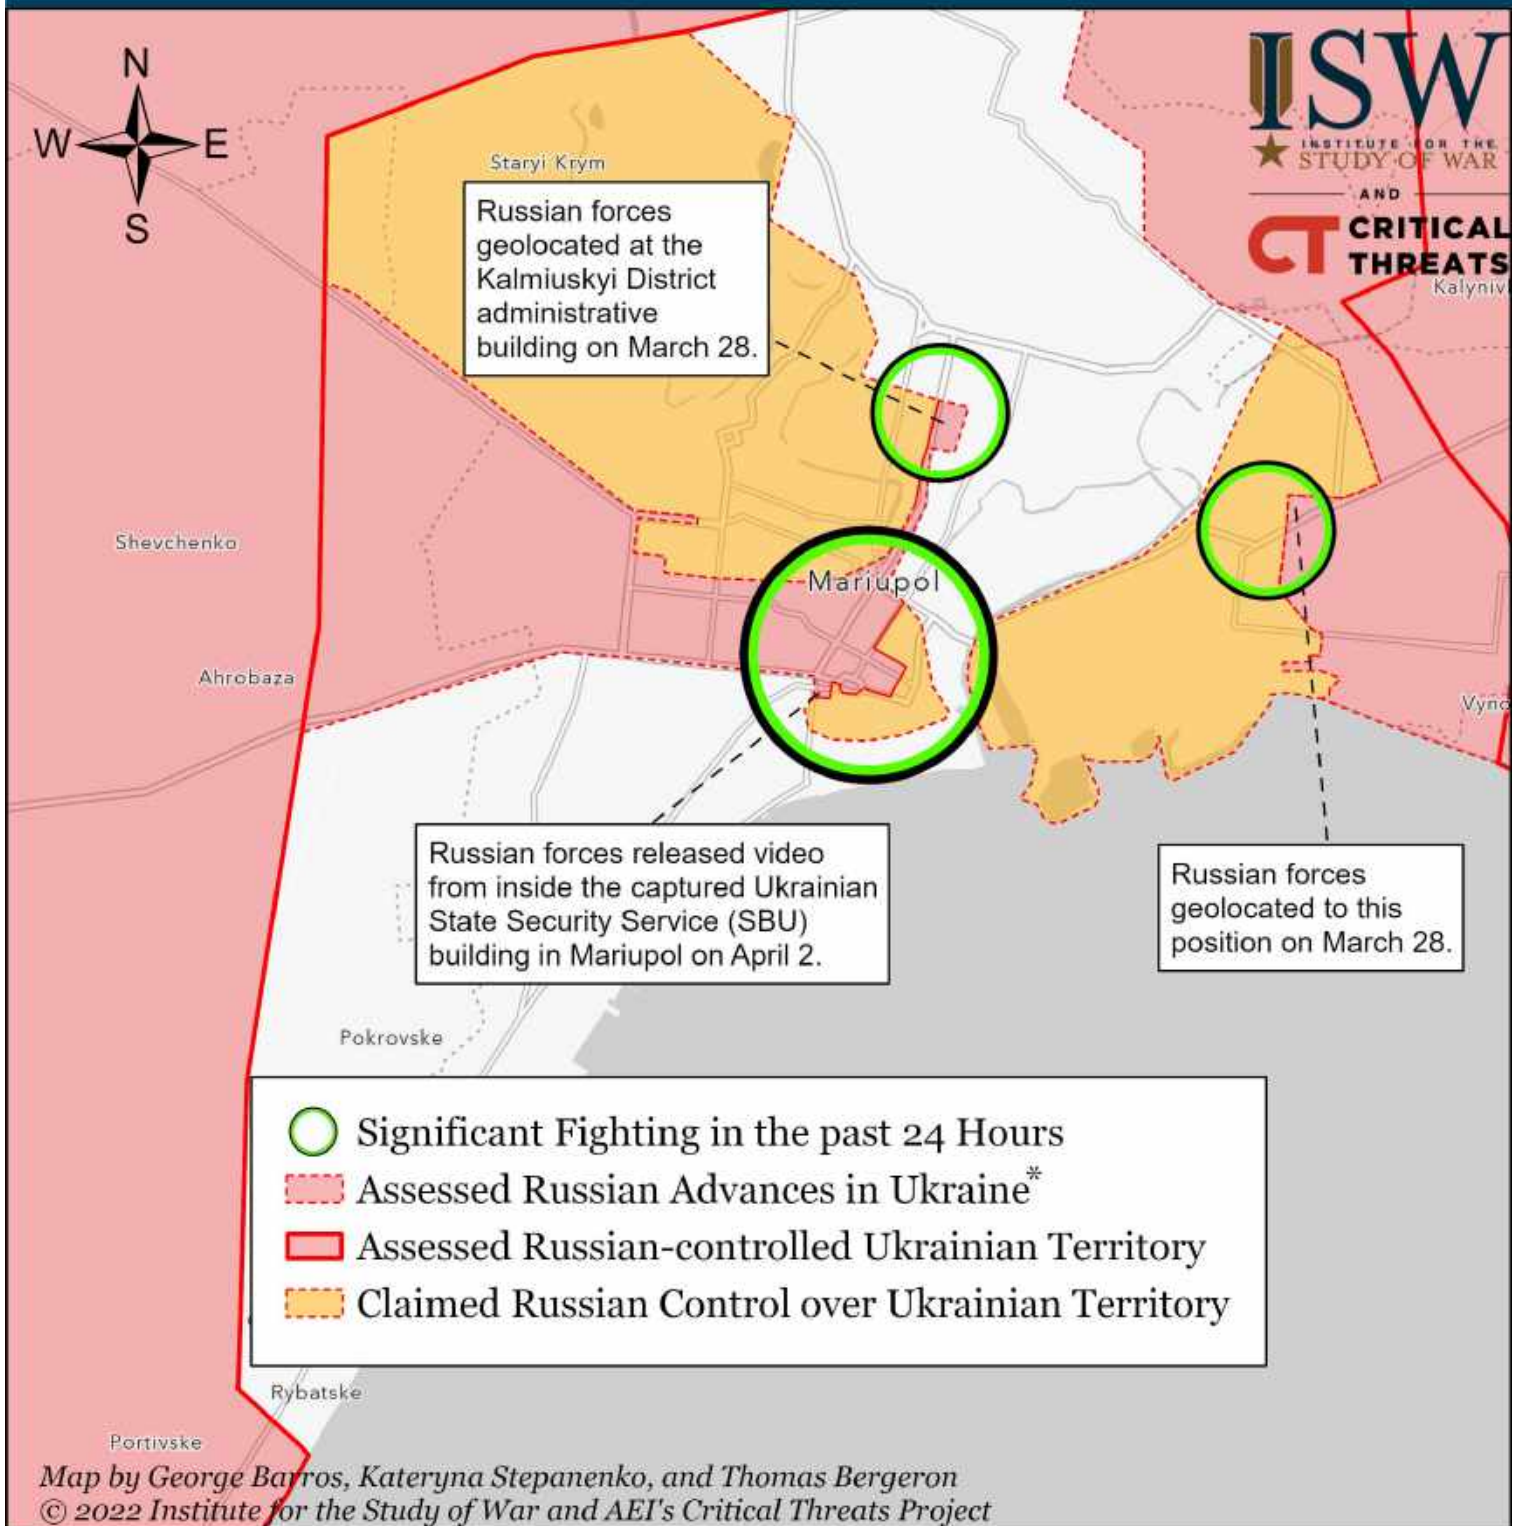 N
W
E
S
ISW
INSTITUTE FOR THE
STUDY OF WAR
AND
CT CRITICAL
THREATS
Kalyniv
Staryi Krym
Russian forces
geolocated at the
Kalmiuskyi District
administrative
building on March 28.
Shevchenko
Mariupol
Ahrobaza
Vyno
Russian forces released video
from inside the captured Ukrainian
State Security Service (SBU)
building in Mariupol on April 2.
Russian forces
geolocated to this
position on March 28.
Pokrovske
Significant Fighting in the past 24 Hours
Assessed Russian Advances in Ukraine*
Assessed Russian-controlled Ukrainian Territory
Claimed Russian Control over Ukrainian Territory
Rybatske
Portivske
Map by George Barros, Kateryna Stepanenko, and Thomas Bergeron
© 2022 Institute for the Study of War and AEI's Critical Threats Project